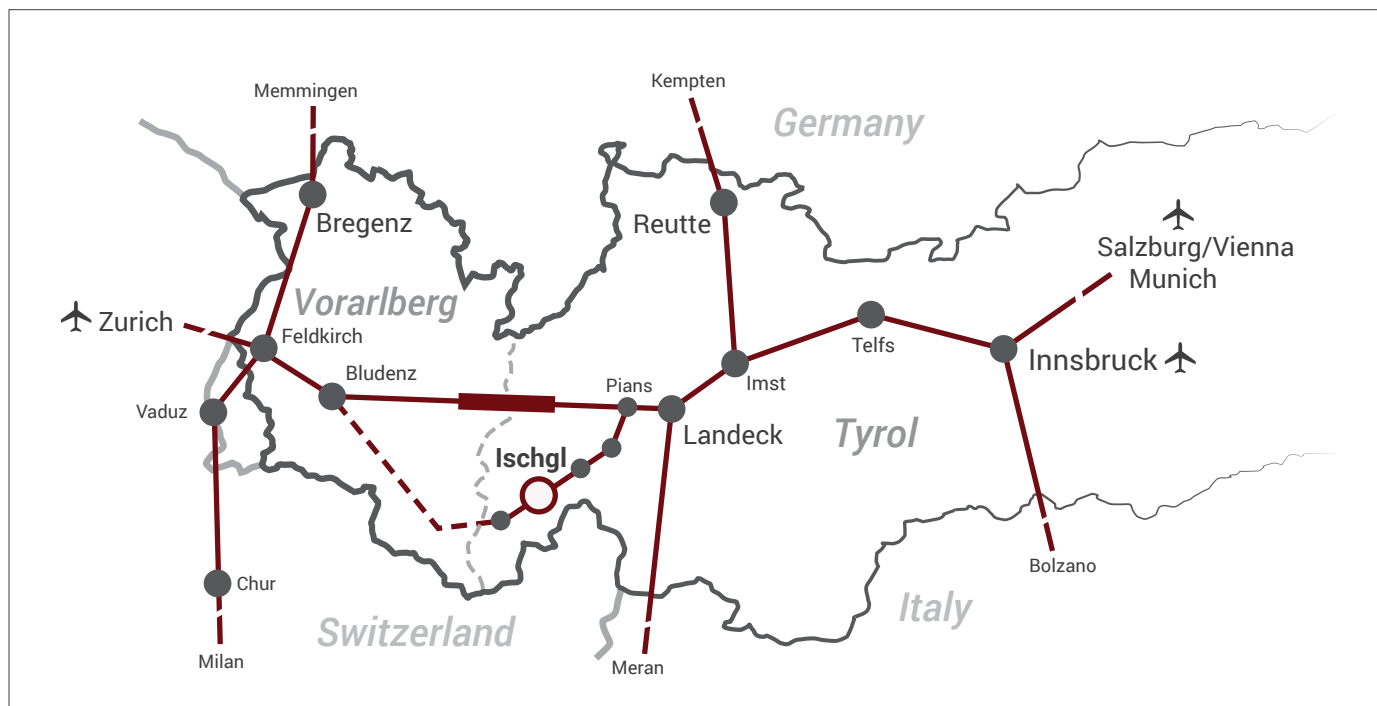 Memmingen
Kempten
Germany
Bregenz
Reutte
Salzburg/Vienna
Munich
Vorarlberg
Zurich
Feldkirch
Telfs
Innsbruck
Bludenz
Pians
Imst
Vaduz
Landeck
Tyrol
Ischgl
Bolzano
Chur
Italy
Switzerland
Milan
Meran